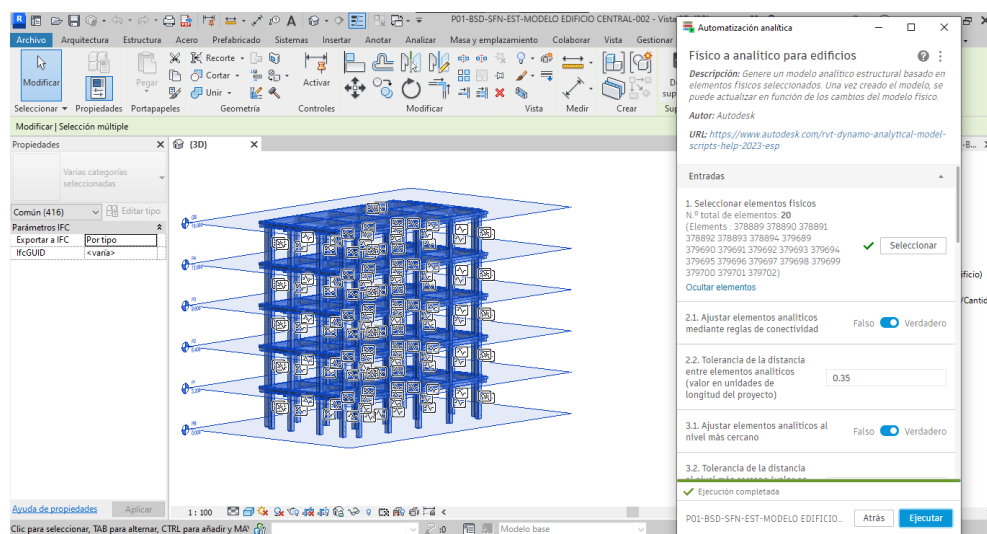 P01-BSD-SFN-EST-MODELO EDIFICIO CENTRAL-002 - Vista
Archivo Arquitectura Estructura Acero Prefabricado Sistemas Insertar Anotar Analizar Masa y emplazamiento Colaborar Vista Gestionar
Modificar
Pegar
Recorte
Cortar
Unir
Activar
Seleccionar Propiedades Portapapeles Geometría Controles Modificar Vista Medir Crear
Modificar | Selección múltiple
Propiedades
(3D)
Varias categorías
seleccionadas
Común (416)
Editar tipo
Parámetros IFC
Exportar a IFC Por tipo
IfcGUID <varía>
Ayuda de propiedades
Aplicar
1 : 100
Clic para seleccionar, TAB para alternar, CTRL para añadir y MA
:0
Modelo base
Automatización analítica
Físico a analítico para edificios
Descripción: Genere un modelo analítico estructural basado en
elementos físicos seleccionados. Una vez creado el modelo, se
puede actualizar en función de los cambios del modelo físico.
Autor: Autodesk
URL: https://www.autodesk.com/rvt-dynamo-analytical-model-
scripts-help-2023-esp
Entradas
1. Seleccionar elementos físicos
N.º total de elementos: 20
(Elements : 378889 378890 378891
378892 378893 378894 379689
379690 379691 379692 379693 379694
379695 379696 379697 379698 379699
379700 379701 379702)
Seleccionar
Ocultar elementos
2.1. Ajustar elementos analíticos
mediante reglas de conectividad
Falso Verdadero
2.2. Tolerancia de la distancia
entre elementos analíticos
(valor en unidades de
longitud del proyecto)
0.35
3.1. Ajustar elementos analíticos al
nivel más cercano
Falso Verdadero
3.2. Tolerancia de la distancia
Ejecución completada
P01-BSD-SFN-EST-MODELO EDIFICIO...
Atrás
Ejecutar